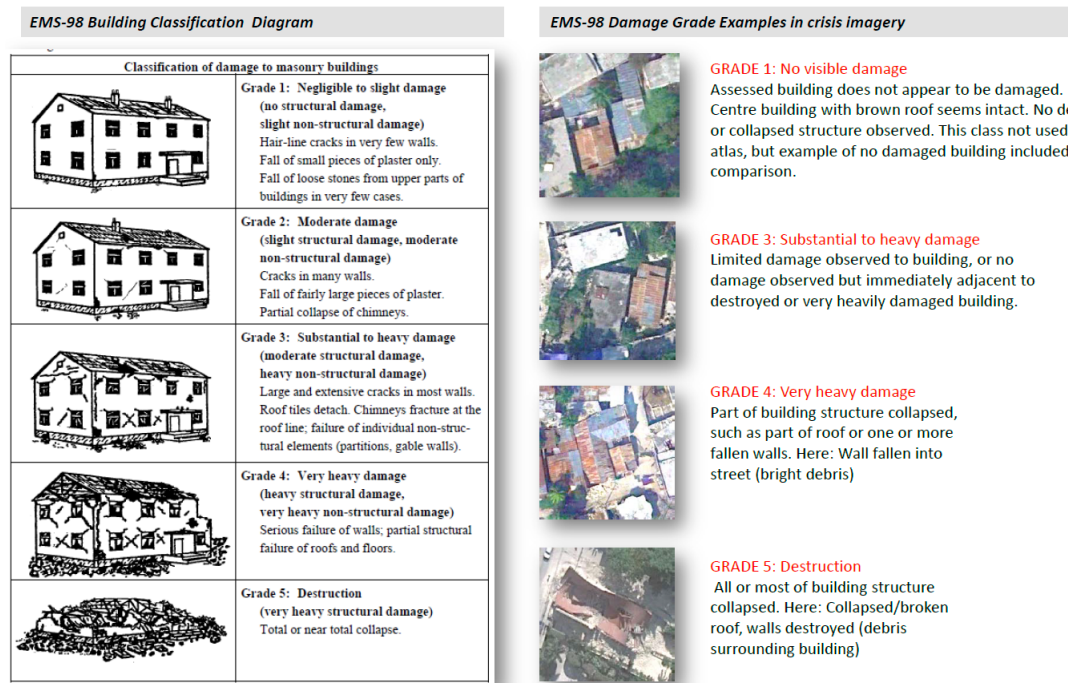 EMS-98 Building Classification Diagram
Classification of damage to masonry buildings
Grade 1: Negligible to slight damage
(no structural damage,
slight non-structural damage)
Hair-line cracks in very few walls.
Fall of small pieces of plaster only.
Fall of loose stones from upper parts of
buildings in very few cases.
Grade 2: Moderate damage
(slight structural damage, moderate
non-structural damage)
Cracks in many walls.
Fall of fairly large pieces of plaster.
Partial collapse of chimneys.
Grade 3: Substantial to heavy damage
(moderate structural damage,
heavy non-structural damage)
Large and extensive cracks in most walls.
Roof tiles detach. Chimneys fracture at the
roof line; failure of individual non-struc-
tural elements (partitions, gable walls).
Grade 4: Very heavy damage
(heavy structural damage,
very heavy non-structural damage)
Serious failure of walls; partial structural
failure of roofs and floors.
Grade 5: Destruction
(very heavy structural damage)
Total or near total collapse.
EMS-98 Damage Grade Examples in crisis imagery
GRADE 1: No visible damage
Assessed building does not appear to be damaged.
Centre building with brown roof seems intact. No
or collapsed structure observed. This class not used
atlas, but example of no damaged building included
comparison.
GRADE 3: Substantial to heavy damage
Limited damage observed to building, or no
damage observed but immediately adjacent to
destroyed or very heavily damaged building.
GRADE 4: Very heavy damage
Part of building structure collapsed,
such as part of roof or one or more
fallen walls. Here: Wall fallen into
street (bright debris)
GRADE 5: Destruction
All or most of building structure
collapsed. Here: Collapsed/broken
roof, walls destroyed (debris
surrounding building)